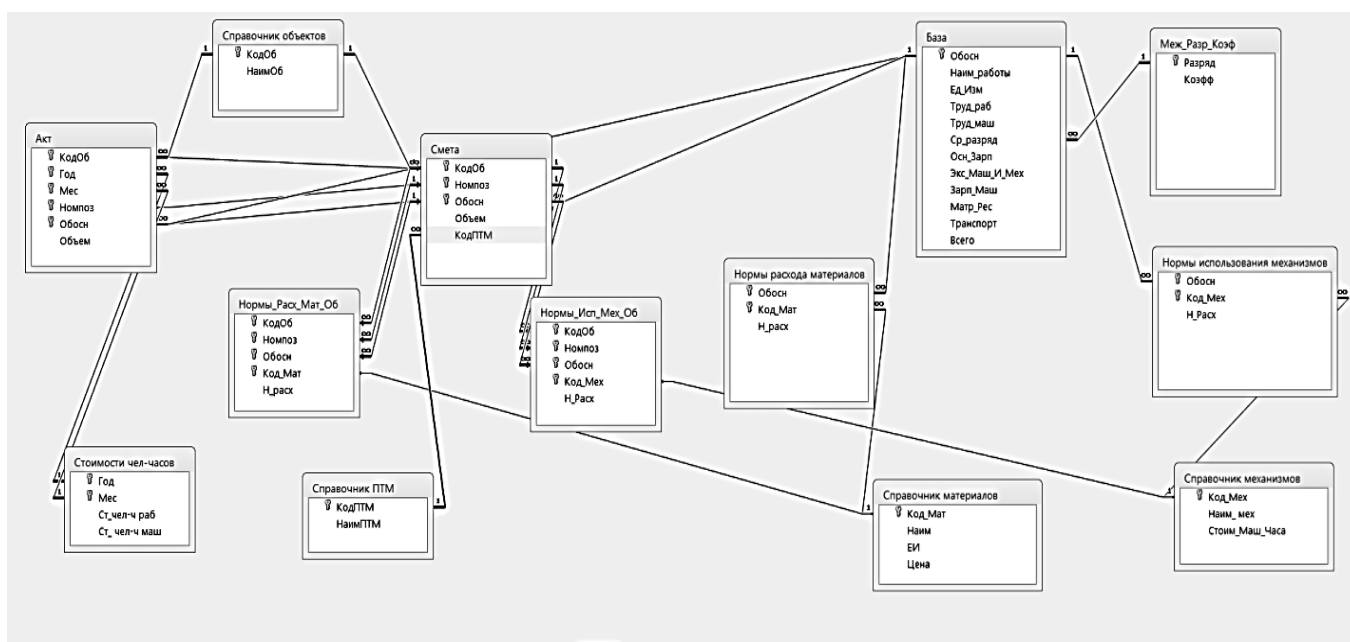 Справочник объектов
КодОб
НаимОб
Акт
КодОб
Год
Мес
Номпоз
Обосн
Объем
Смета
КодОб
Номпоз
Обосн
Объем
КодПТМ
База
Обосн
Наим_работы
Ед_Изм
Труд_раб
Труд_маш
Ср_разряд
Осн_Зарп
Экс_Маш_И_Мех
Зарп_Маш
Матр_Рес
Транспорт
Всего
Меж_Разр_Коэф
Разряд
Коэфф
Нормы_Расх_Мат_Об
КодОб
Номпоз
Обосн
Код_Мат
Н_расх
Нормы_Исп_Мех_Об
КодОб
Номпоз
Обосн
Код_Мех
Н_Расх
Нормы расхода материалов
Обосн
Код_Мат
Н_расх
Нормы использования механизмов
Обосн
Код_Мех
Н_Расх
Стоимости чел-часов
Год
Мес
Ст_чел-ч раб
Ст_ чел-ч маш
Справочник ПТМ
КодПТМ
НаимПТМ
Справочник материалов
Код_Мат
Наим
ЕИ
Цена
Справочник механизмов
Код_Мех
Наим_ мех
Стоим_Маш_Часа